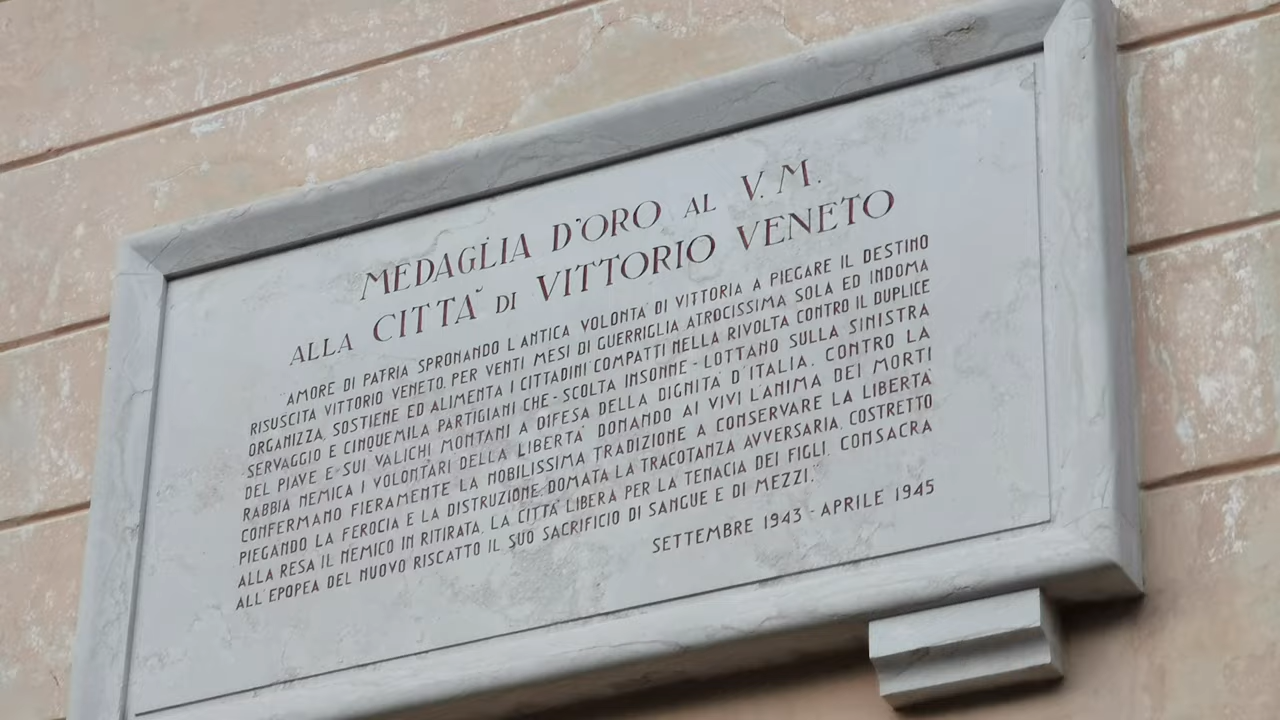 MEDAGLIA D'ORO AL V. M.
ALLA CITTA' DI VITTORIO VENETO
"AMORE DI PATRIA SPRONANDO L'ANTICA VOLONTA' DI VITTORIA A PIEGARE IL DESTINO
RISUSCITA VITTORIO VENETO. PER VENTI MESI DI GUERRIGLIA ATROCISSIMA SOLA ED INDOMA
ORGANIZZA, SOSTIENE ED ALIMENTA I CITTADINI COMPATTI NELLA RIVOLTA CONTRO IL DUPLICE
SERVAGGIO E CINQUEMILA PARTIGIANI CHE - SCOLTA INSONNE - LOTTANO SULLA SINISTRA
DEL PIAVE E SUI VALICHI MONTANI A DIFESA DELLA DIGNITA' D'ITALIA. CONTRO LA
RABBIA NEMICA I VOLONTARI DELLA LIBERTA' DONANDO AI VIVI L'ANIMA DEI MORTI
CONFERMANO FIERAMENTE LA NOBILISSIMA TRADIZIONE A CONSERVARE LA LIBERTA'
PIEGANDO LA FEROCIA E LA DISTRUZIONE. DOMATA LA TRACOTANZA AVVERSARIA, COSTRETTO
ALLA RESA IL NEMICO IN RITIRATA, LA CITTA' LIBERA PER LA TENACIA DEI FIGLI, CONSACRA
ALL'EPOPEA DEL NUOVO RISCATTO IL SUO SACRIFICIO DI SANGUE E DI MEZZI."
SETTEMBRE 1943 - APRILE 1945